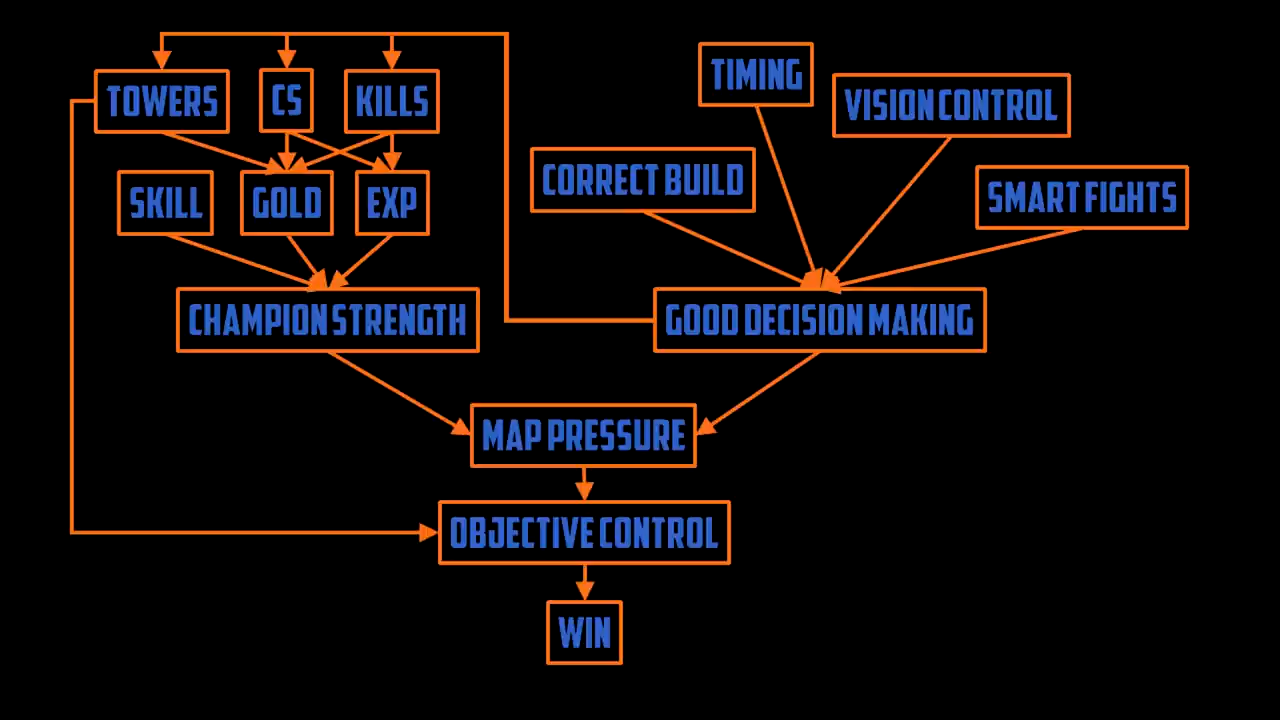 TOWERS
CS
KILLS
TIMING
VISION CONTROL
CORRECT BUILD
SMART FIGHTS
SKILL
GOLD
EXP
CHAMPION STRENGTH
GOOD DECISION MAKING
MAP PRESSURE
OBJECTIVE CONTROL
WIN